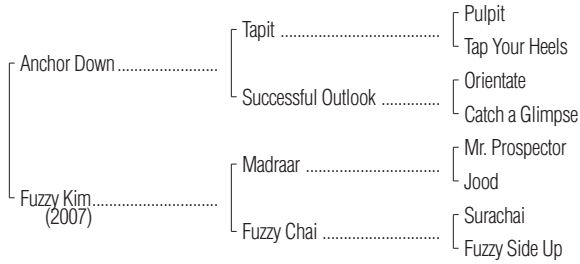 Pulpit
Tapit ................................
Tap Your Heels
Anchor Down ........................
Orientate
Successful Outlook ..............
Catch a Glimpse
Mr. Prospector
Madraar ................................
Jood
Fuzzy Kim..............................
(2007)
Surachai
Fuzzy Chai ............................
Fuzzy Side Up